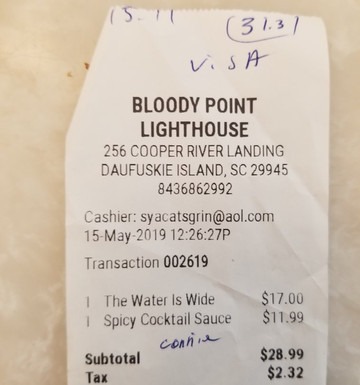 15.11 31.31
VISA
BLOODY POINT
LIGHTHOUSE
256 COOPER RIVER LANDING
DAUFUSKIE ISLAND, SC 29945
8436862992
Cashier: syacatsgrin@aol.com
15-May-2019 12:26:27P
Transaction 002619
1 The Water Is Wide $17.00
1 Spicy Cocktail Sauce $11.99
connie
Subtotal $28.99
Tax $2.32